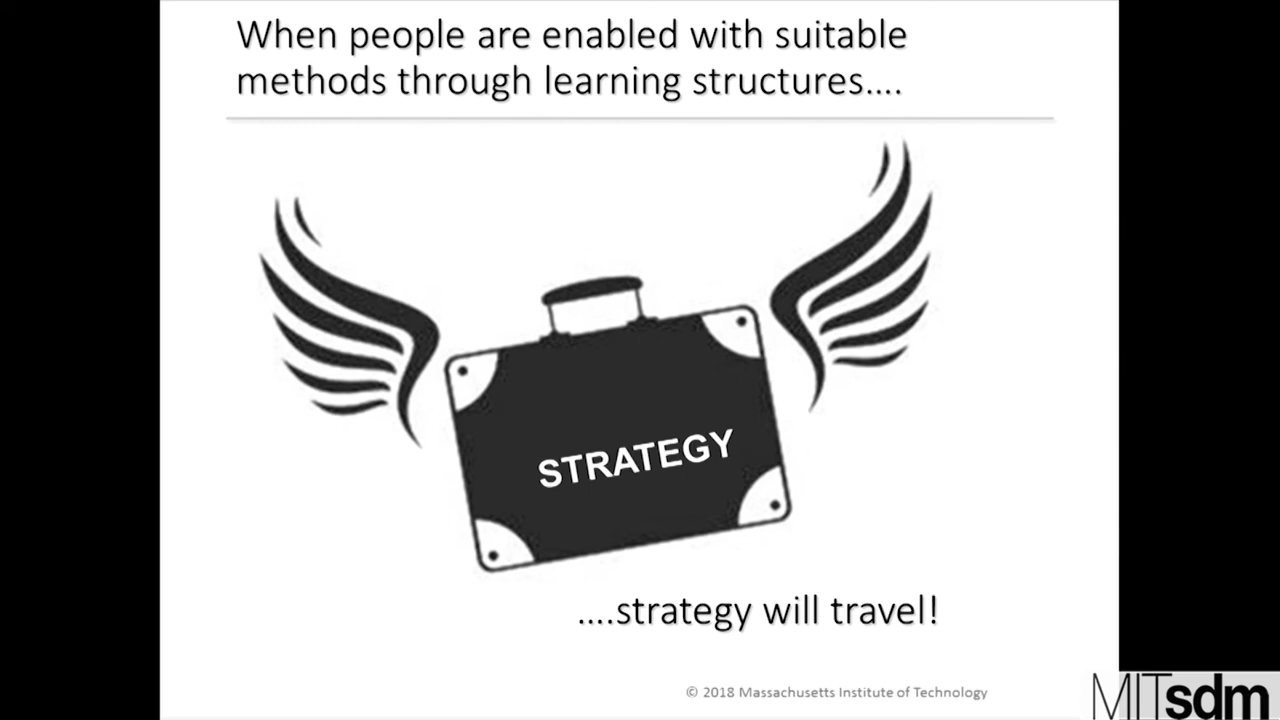 When people are enabled with suitable
methods through learning structures....
STRATEGY
....strategy will travel!
© 2018 Massachusetts Institute of Technology
MITsdm